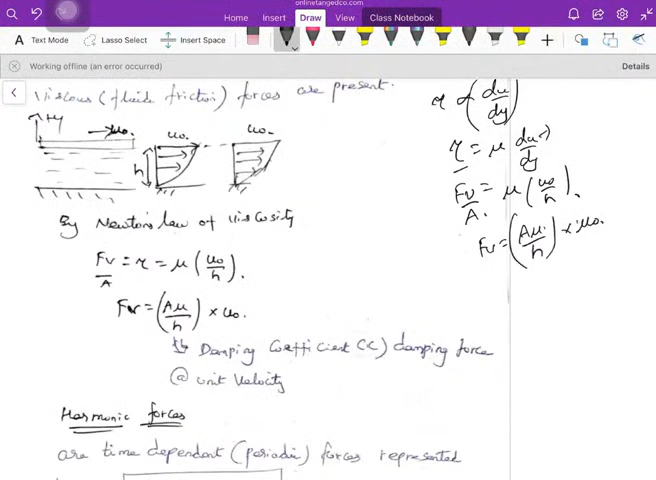 onlinetangedco.com
Home Insert Draw View Class Notebook
A Text Mode Lasso Select Insert Space
Working offline (an error occurred) Details
Viscous (fluid friction) forces are present.
+y u₀. u₀. u₀.
h
By Newton's law of viscosity
Fv/A = τ = μ (u₀/h).
Fv = (Aμ/h) × u₀.
↳ Damping Coefficient (C) damping force
@ unit velocity
Harmonic forces
are time dependent (periodic) forces represented
τ ∝ (du/dy)
τ = μ du/dy
Fv/A. = μ (u₀/h).
Fv = (Aμ/h) × u₀.